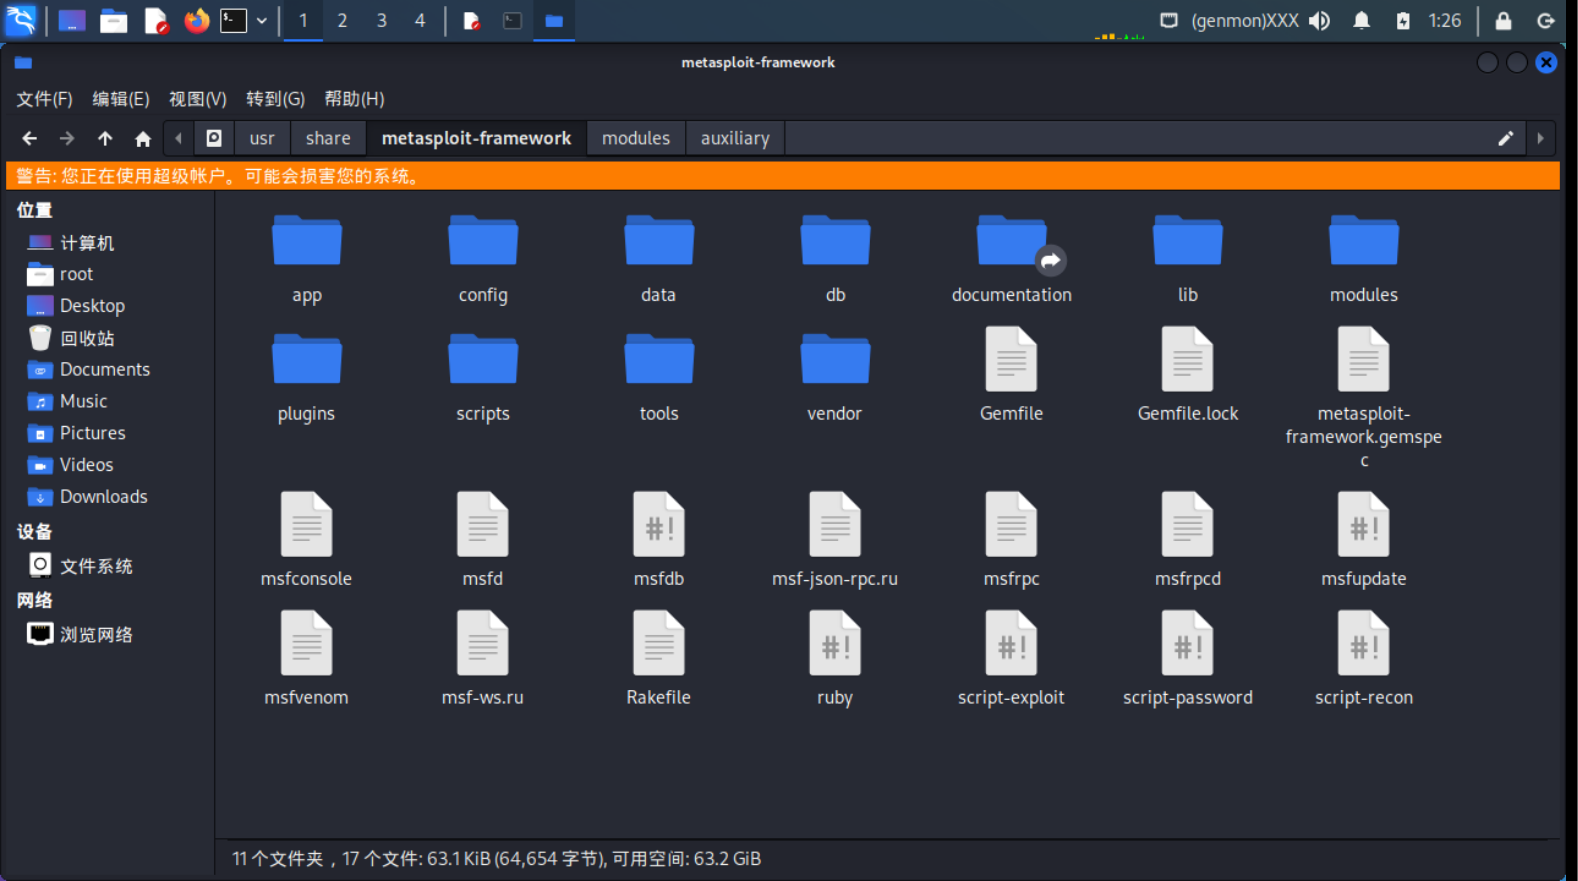 1 2 3 4 (genmon)XXX 1:26
metasploit-framework
文件(F) 编辑(E) 视图(V) 转到(G) 帮助(H)
usr share metasploit-framework modules auxiliary
警告: 您正在使用超级帐户。可能会损害您的系统。
位置
计算机
root
Desktop
回收站
Documents
Music
Pictures
Videos
Downloads
设备
文件系统
网络
浏览网络
app config data db documentation lib modules
plugins scripts tools vendor Gemfile Gemfile.lock metasploit-
framework.gemspe
c
msfconsole msfd msfdb msf-json-rpc.ru msfrpc msfrpcd msfupdate
msfvenom msf-ws.ru Rakefile ruby script-exploit script-password script-recon
11 个文件夹，17 个文件: 63.1 KiB (64,654 字节), 可用空间: 63.2 GiB